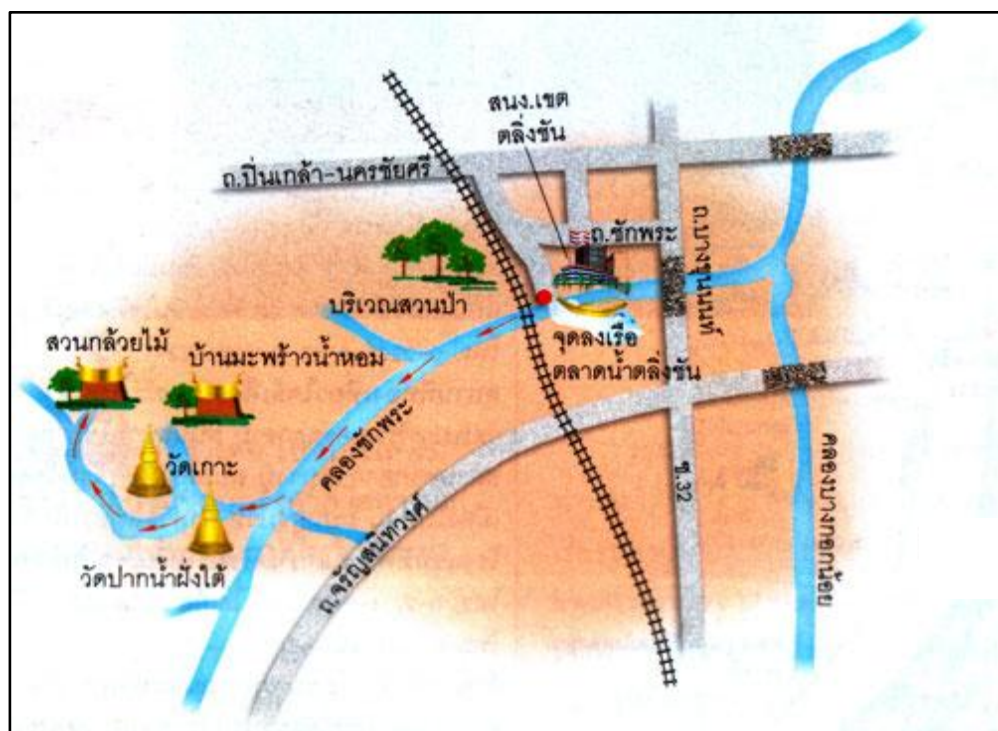 สนง.เขต
ตลิ่งชัน
ถ.ปิ่นเกล้า-นครชัยศรี
ถ.ชักพระ
ถ.บางขุนนนท์
บริเวณสวนป่า
จุดลงเรือ
ตลาดน้ำตลิ่งชัน
สวนกล้วยไม้
บ้านมะพร้าวน้ำหอม
วัดเกาะ
คลองชักพระ
วัดปากน้ำฝั่งใต้
ถ.จรัญสนิทวงศ์
ซ.32
คลองบางกอกน้อย